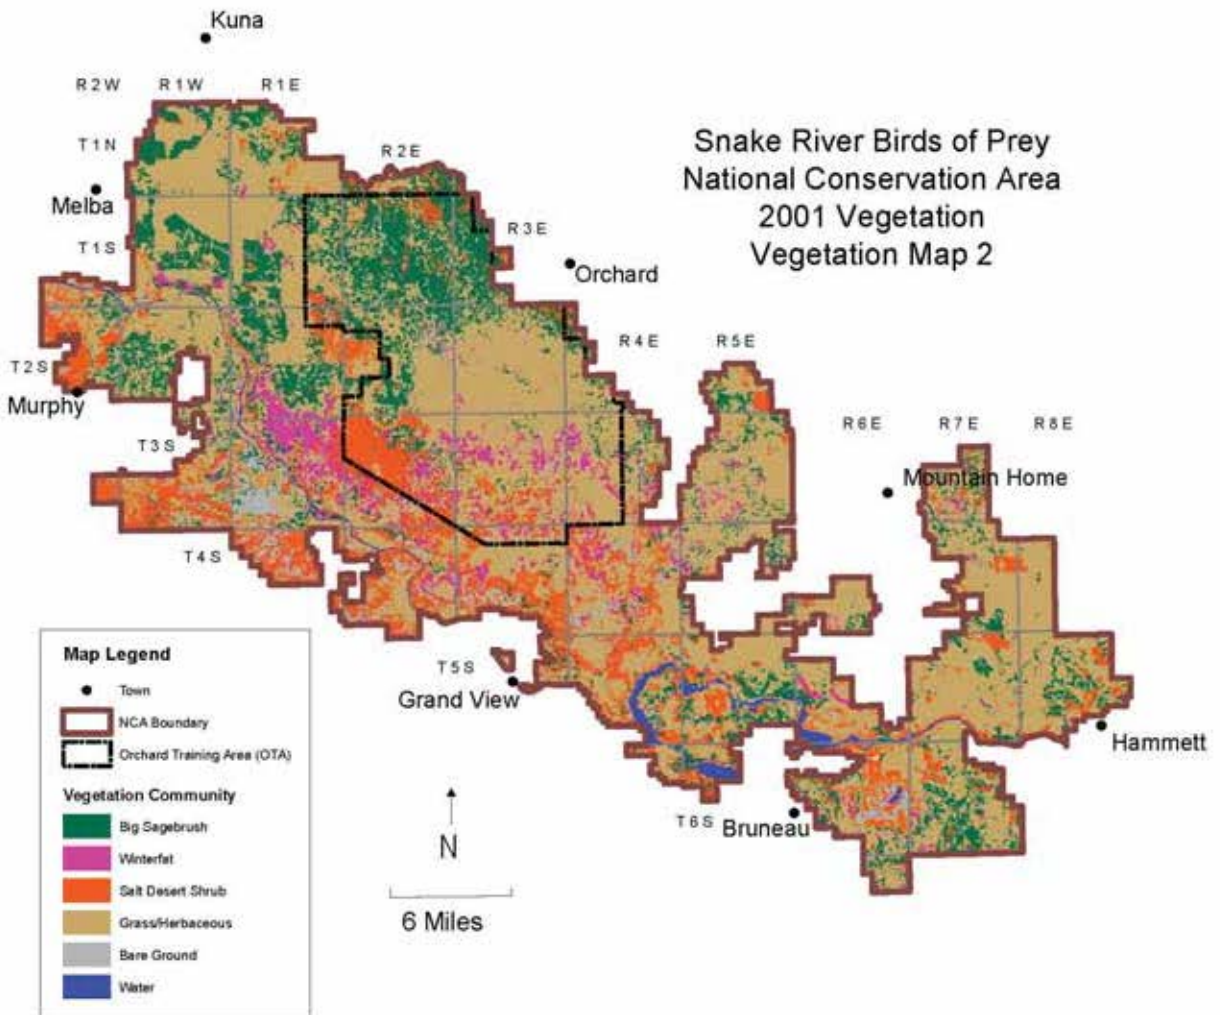 Kuna
R 2 W
R 1 W
R 1 E
T 1 N
R 2 E
Snake River Birds of Prey
National Conservation Area
2001 Vegetation
Vegetation Map 2
Melba
T 1 S
R 3 E
Orchard
T 2 S
R 4 E
R 5 E
Murphy
T 3 S
R 6 E
R 7 E
R 8 E
Mountain Home
T 4 S
T 5 S
Grand View
Hammett
T 6 S
Bruneau
N
6 Miles
Map Legend
Town
NCA Boundary
Orchard Training Area (OTA)
Vegetation Community
Big Sagebrush
Winterfat
Salt Desert Shrub
Grass/Herbaceous
Bare Ground
Water